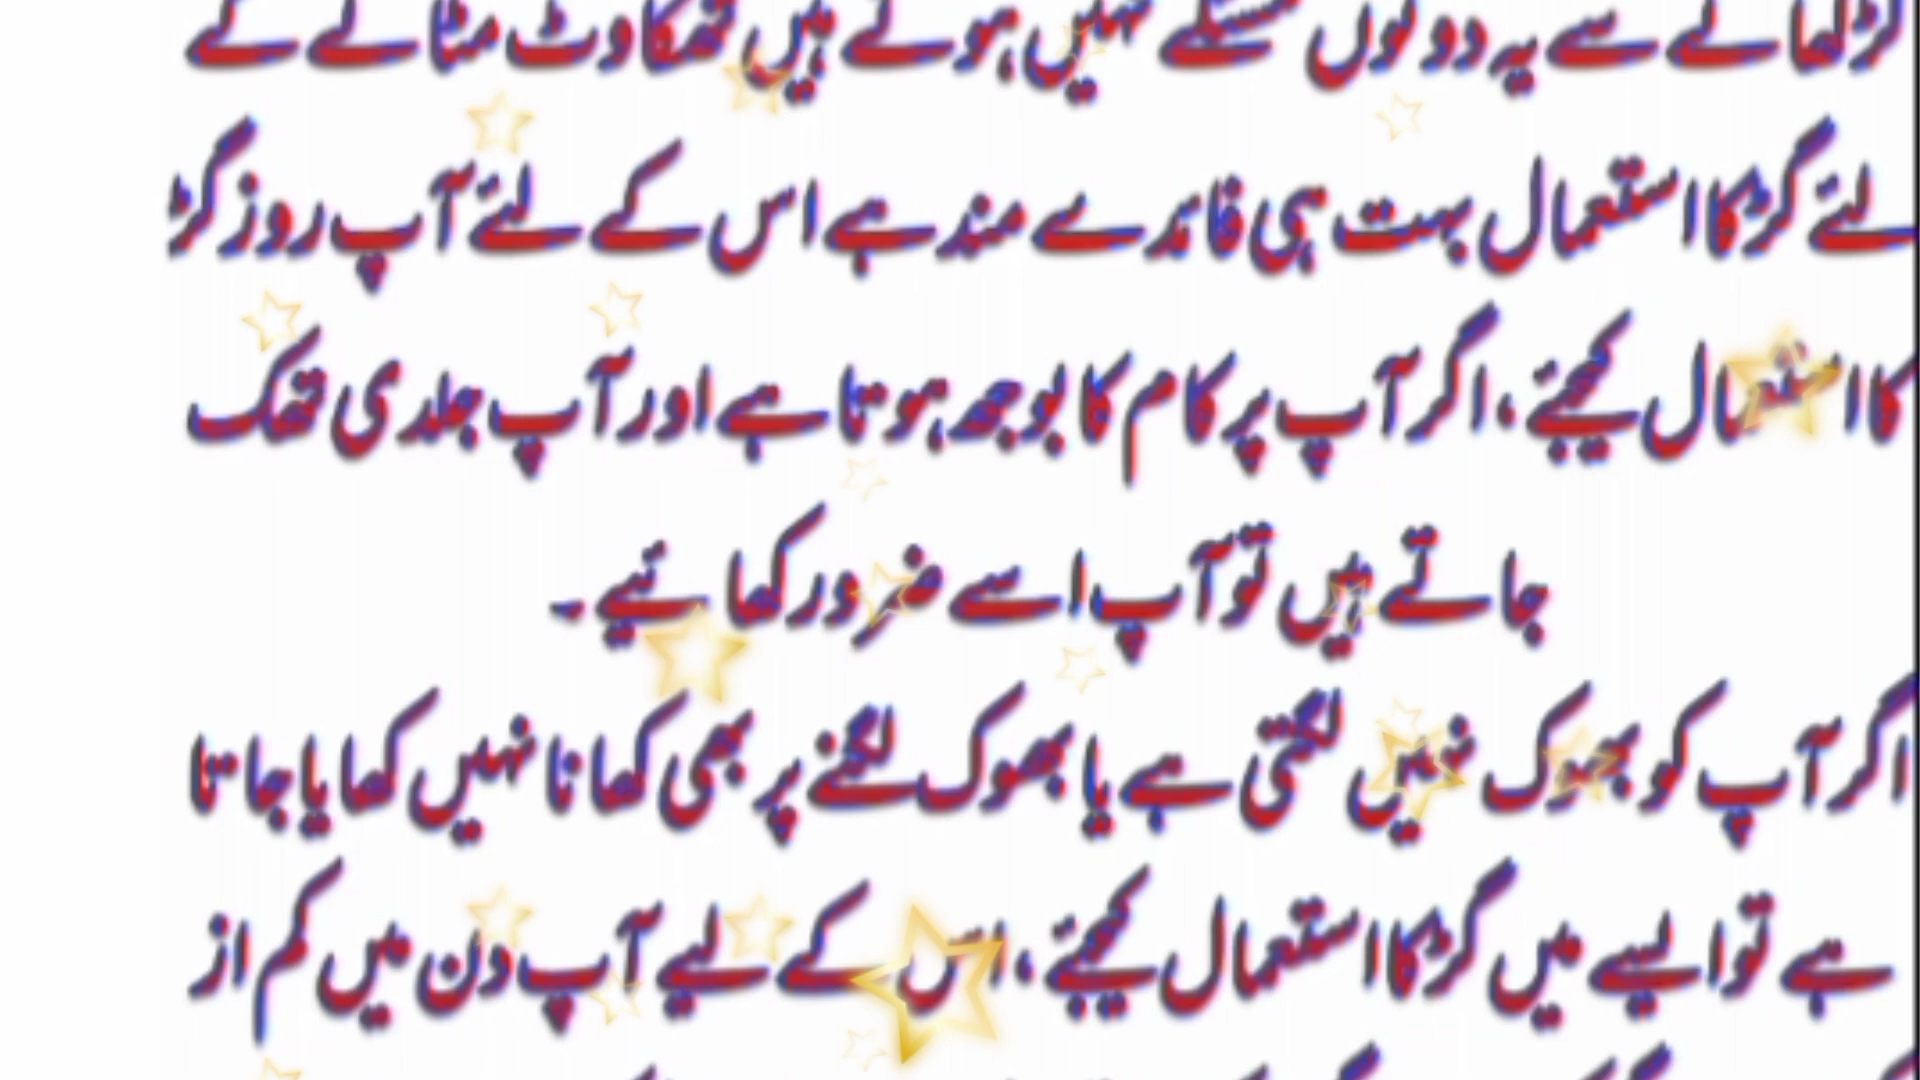 گڑ کھانے سے یہ دونوں مسئلے نہیں ہوتے ہیں تھکاوٹ مٹانے کے
لئے گڑ کا استعمال بہت ہی فائدے مند ہے اس کے لئے آپ روز گڑ
کا استعمال کیجئے ، اگر آپ پر کام کا بوجھ ہوتا ہے اور آپ جلدی تھک
جاتے ہیں تو آپ اسے ضرور کھائیے ۔
اگر آپ کو بھوک نہیں لگتی ہے یا بھوک لگنے پر بھی کھانا نہیں کھایا جاتا
ہے تو ایسے میں گڑ کا استعمال کیجئے ، اس کے لیے آپ دن میں کم از